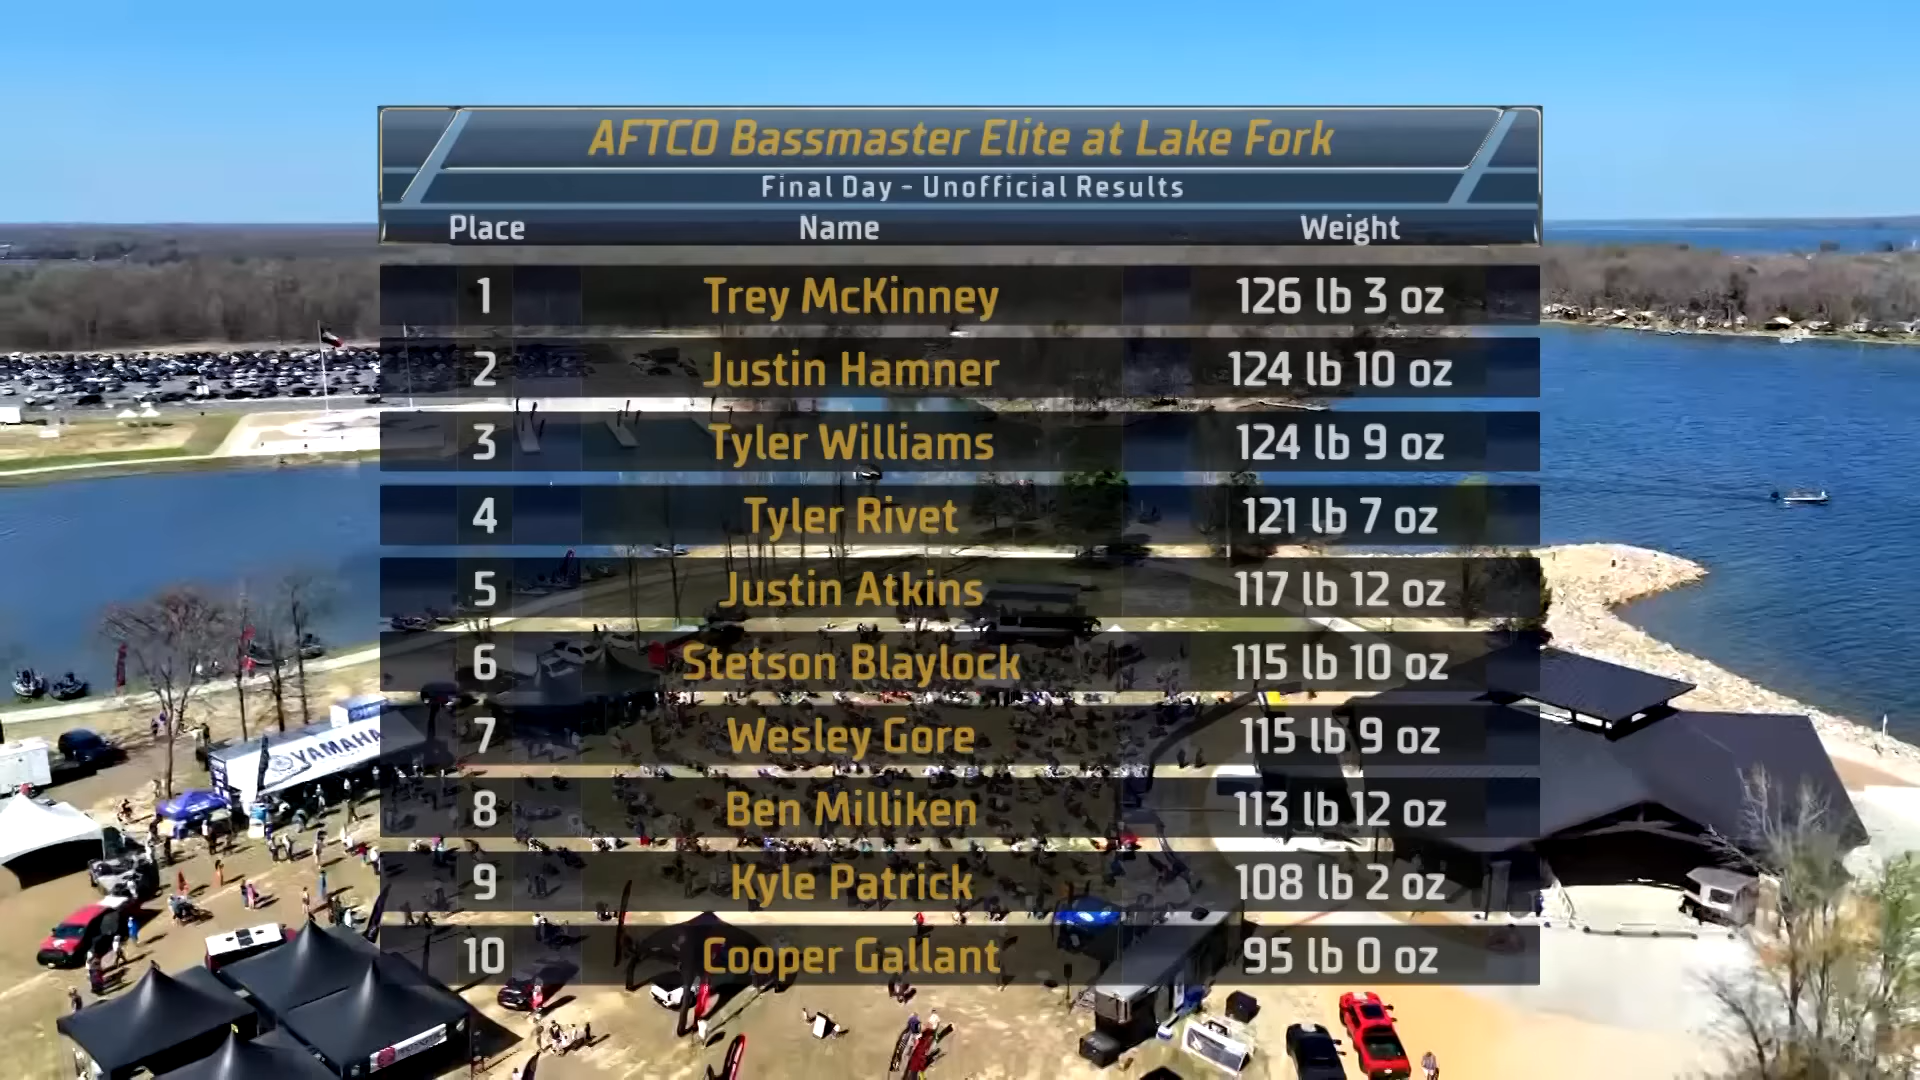 AFTCO Bassmaster Elite at Lake Fork
Final Day - Unofficial Results
Place Name Weight
1 Trey McKinney 126 lb 3 oz
2 Justin Hamner 124 lb 10 oz
3 Tyler Williams 124 lb 9 oz
4 Tyler Rivet 121 lb 7 oz
5 Justin Atkins 117 lb 12 oz
6 Stetson Blaylock 115 lb 10 oz
7 Wesley Gore 115 lb 9 oz
YAMAHA
8 Ben Milliken 113 lb 12 oz
9 Kyle Patrick 108 lb 2 oz
10 Cooper Gallant 95 lb 0 oz